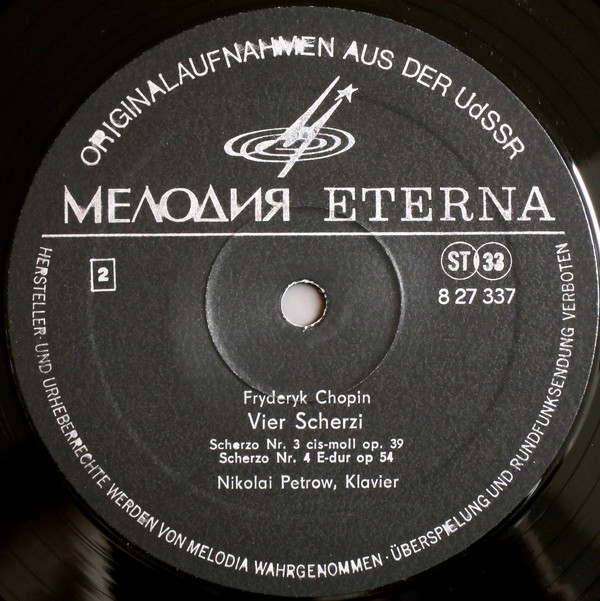 ORIGINALAUFNAHMEN AUS DER UdSSR
МЕЛОДИЯ ETERNA
2
ST 33
8 27 337
Fryderyk Chopin
Vier Scherzi
Scherzo Nr. 3 cis-moll op. 39
Scherzo Nr. 4 E-dur op 54
Nikolai Petrow, Klavier
HERSTELLER- UND URHEBERRECHTE WERDEN VON MELODIA WAHRGENOMMEN · ÜBERSPIELUNG UND RUNDFUNKSENDUNG VERBOTEN